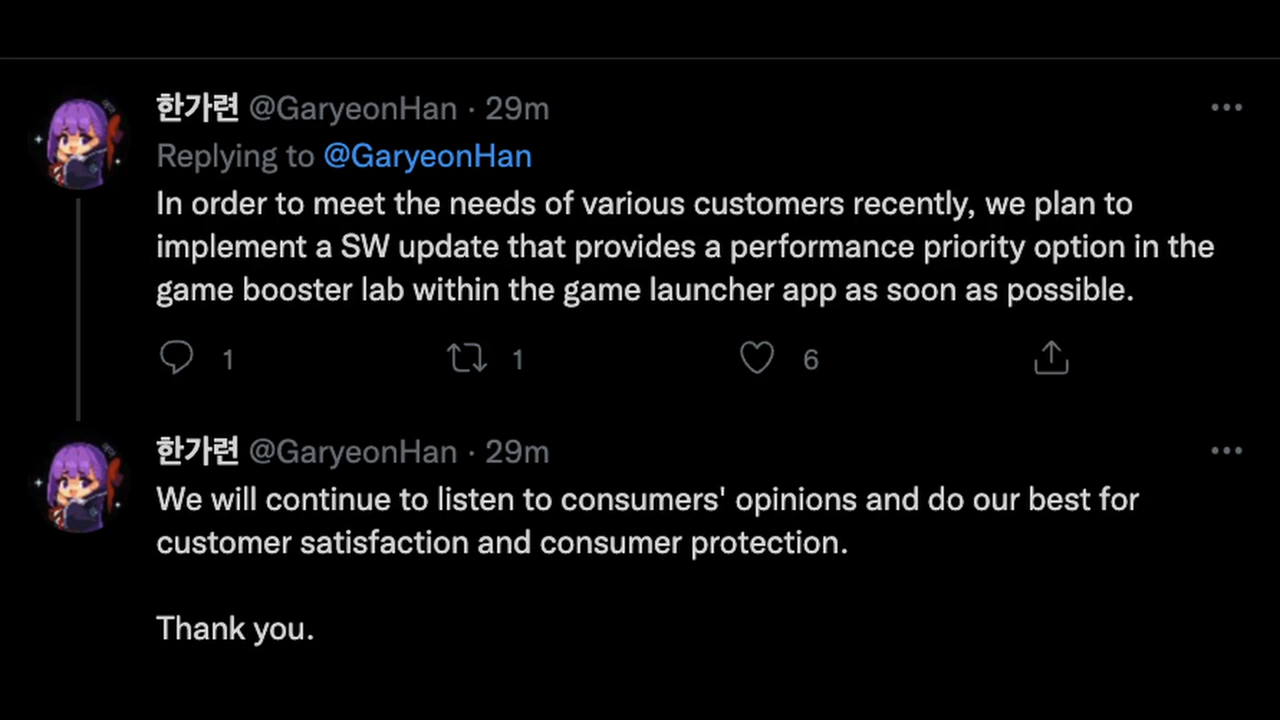 한가련 @GaryeonHan · 29m
Replying to @GaryeonHan
In order to meet the needs of various customers recently, we plan to
implement a SW update that provides a performance priority option in the
game booster lab within the game launcher app as soon as possible.
1 1 6
한가련 @GaryeonHan · 29m
We will continue to listen to consumers' opinions and do our best for
customer satisfaction and consumer protection.
Thank you.